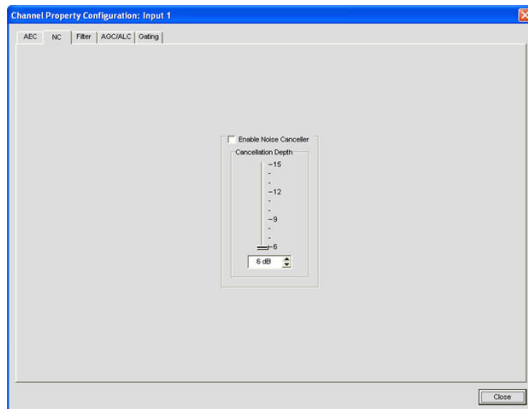 Channel Property Configuration: Input 1
AEC NC Filter AGC/ALC Gating
Enable Noise Canceller
Cancellation Depth
-15
-12
-9
-6
6 dB
Close